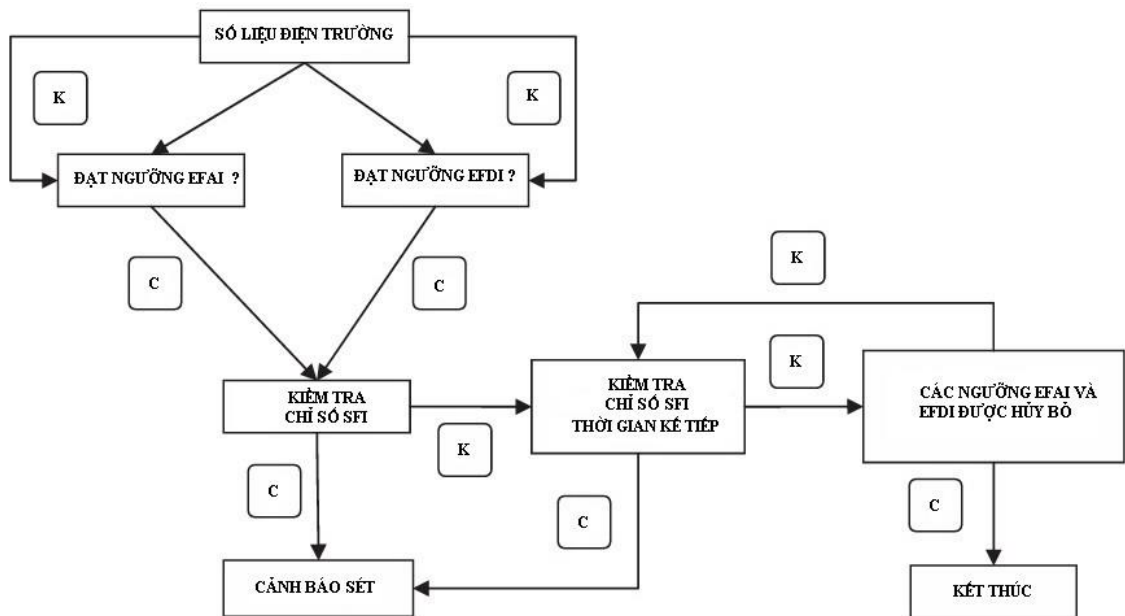 SỐ LIỆU ĐIỆN TRƯỜNG
K
K
ĐẠT NGƯỠNG EFAI ?
ĐẠT NGƯỠNG EFDI ?
C
C
K
K
KIỂM TRA
CHỈ SỐ SFI
KIỂM TRA
CHỈ SỐ SFI
THỜI GIAN KẾ TIẾP
CÁC NGƯỠNG EFAI VÀ
EFDI ĐƯỢC HỦY BỎ
K
C
C
C
CẢNH BÁO SÉT
KẾT THÚC